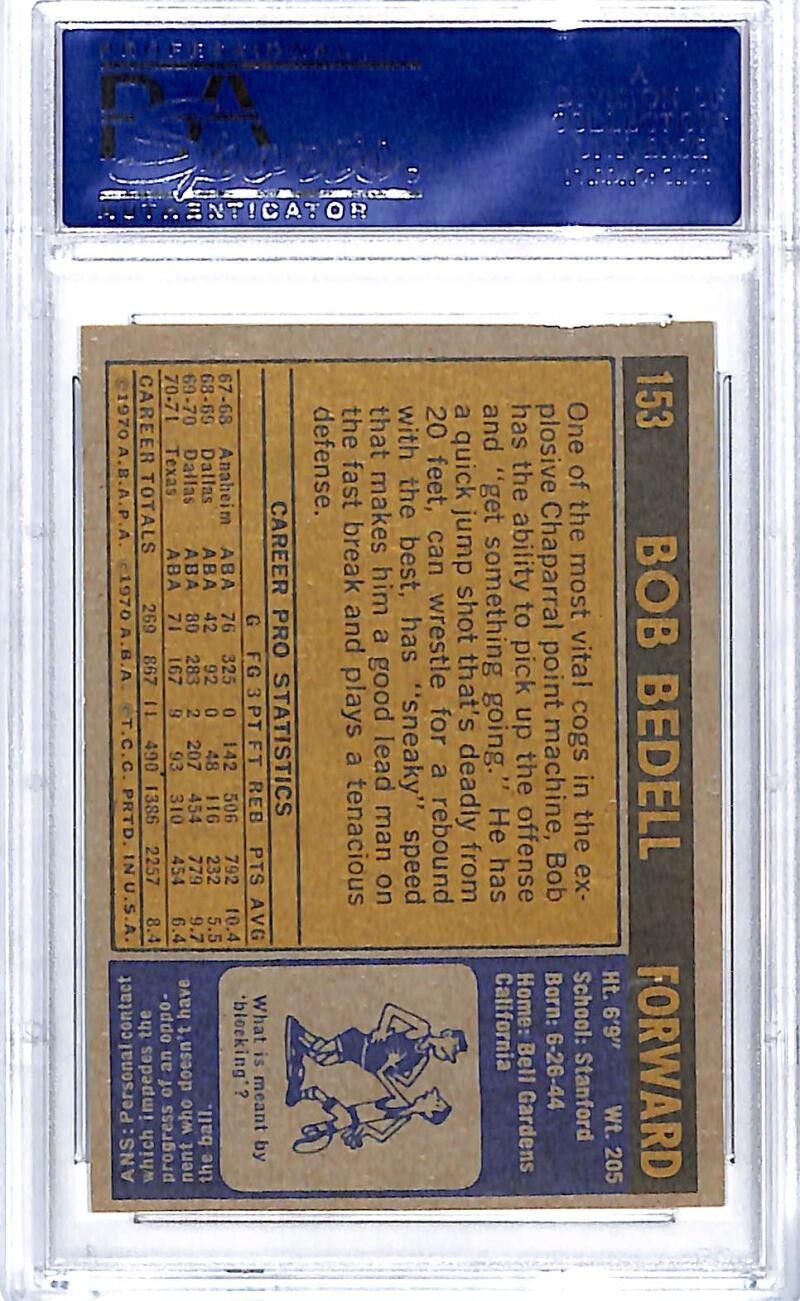 PROFESSIONAL
PSA
Sports
AUTHENTICATOR
A
DIVISION OF
COLLECTORS
UNIVERSE
153 BOB BEDELL FORWARD
One of the most vital cogs in the ex-
plosive Chaparral point machine, Bob
has the ability to pick up the offense
and "get something going." He has
a quick jump shot that's deadly from
20 feet, can wrestle for a rebound
with the best, has "sneaky" speed
that makes him a good lead man on
the fast break and plays a tenacious
defense.
CAREER PRO STATISTICS
G FG 3PT FT REB PTS AVG
67-68 Anaheim ABA 76 325 0 142 506 792 10.4
68-69 Dallas ABA 42 92 0 48 116 232 5.5
69-70 Dallas ABA 80 283 2 207 454 779 9.7
70-71 Texas ABA 71 167 9 93 310 454 6.4
CAREER TOTALS 269 867 11 490 1386 2257 8.4
©1970 A.B.A.P.A. ©1970 A.B.A. ©T.C.G. PRTD. IN U.S.A.
Ht. 6'9" Wt. 205
School: Stanford
Born: 6-26-44
Home: Bell Gardens
California
What is meant by
'blocking'?
ANS: Personal contact
which impedes the
progress of an oppo-
nent who doesn't have
the ball.